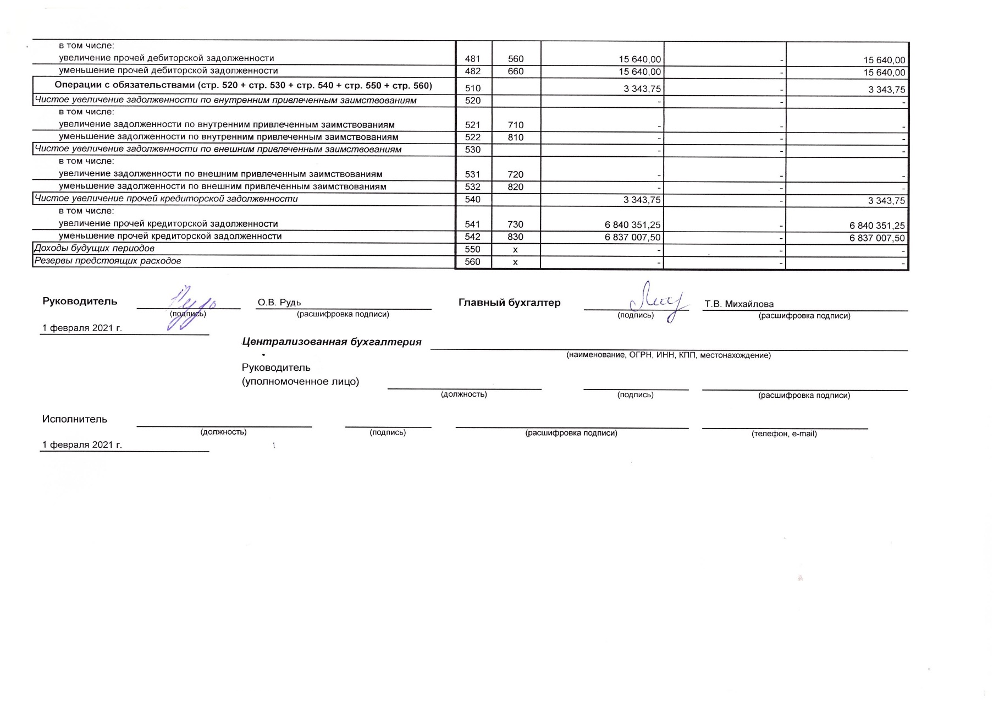 в том числе:
увеличение прочей дебиторской задолженности 481 560 15 640,00 - 15 640,00
уменьшение прочей дебиторской задолженности 482 660 15 640,00 - 15 640,00
Операции с обязательствами (стр. 520 + стр. 530 + стр. 540 + стр. 550 + стр. 560) 510 3 343,75 - 3 343,75
Чистое увеличение задолженности по внутренним привлеченным заимствованиям 520 - - -
в том числе:
увеличение задолженности по внутренним привлеченным заимствованиям 521 710 - - -
уменьшение задолженности по внутренним привлеченным заимствованиям 522 810 - - -
Чистое увеличение задолженности по внешним привлеченным заимствованиям 530 - - -
в том числе:
увеличение задолженности по внешним привлеченным заимствованиям 531 720 - - -
уменьшение задолженности по внешним привлеченным заимствованиям 532 820 - - -
Чистое увеличение прочей кредиторской задолженности 540 3 343,75 - 3 343,75
в том числе:
увеличение прочей кредиторской задолженности 541 730 6 840 351,25 - 6 840 351,25
уменьшение прочей кредиторской задолженности 542 830 6 837 007,50 - 6 837 007,50
Доходы будущих периодов 550 х - - -
Резервы предстоящих расходов 560 х - - -
Руководитель О.В. Рудь Главный бухгалтер Т.В. Михайлова
(подпись) (расшифровка подписи) (подпись) (расшифровка подписи)
1 февраля 2021 г.
Централизованная бухгалтерия
(наименование, ОГРН, ИНН, КПП, местонахождение)
Руководитель
(уполномоченное лицо)
(должность) (подпись) (расшифровка подписи)
Исполнитель
(должность) (подпись) (расшифровка подписи) (телефон, e-mail)
1 февраля 2021 г.